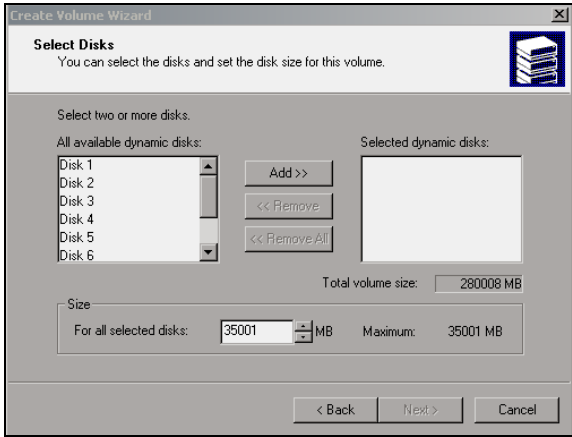 Create Volume Wizard
Select Disks
You can select the disks and set the disk size for this volume.
Select two or more disks.
All available dynamic disks:
Selected dynamic disks:
Disk 1
Disk 2
Disk 3
Disk 4
Disk 5
Disk 6
Add >>
<< Remove
<< Remove All
Total volume size: 280008 MB
Size
For all selected disks: 35001 MB Maximum: 35001 MB
< Back Next > Cancel